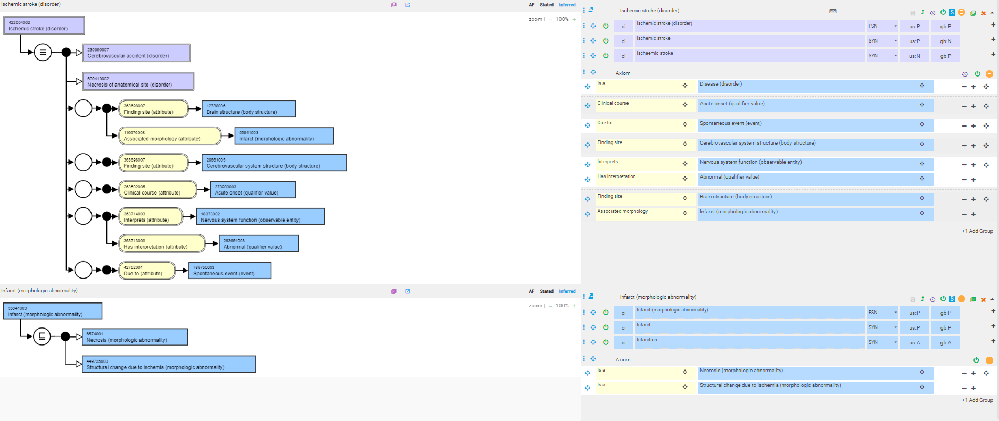 Ischemic stroke (disorder)
AF Stated Inferred
zoom | – 100% +
422504002
Ischemic stroke (disorder)
230690007
Cerebrovascular accident (disorder)
609410002
Necrosis of anatomical site (disorder)
363698007
Finding site (attribute)
12738006
Brain structure (body structure)
116676008
Associated morphology (attribute)
55641003
Infarct (morphologic abnormality)
363698007
Finding site (attribute)
28661005
Cerebrovascular system structure (body structure)
263502005
Clinical course (attribute)
373933003
Acute onset (qualifier value)
363714003
Interprets (attribute)
18373002
Nervous system function (observable entity)
363713009
Has interpretation (attribute)
263654008
Abnormal (qualifier value)
42752001
Due to (attribute)
789750003
Spontaneous event (event)
Infarct (morphologic abnormality)
AF Stated Inferred
zoom | – 100% +
55641003
Infarct (morphologic abnormality)
6574001
Necrosis (morphologic abnormality)
449735000
Structural change due to ischemia (morphologic abnormality)
Ischemic stroke (disorder)
S
ci Ischemic stroke (disorder) FSN us:P gb:P
ci Ischemic stroke SYN us:P gb:N
ci Ischaemic stroke SYN us:N gb:P
Axiom
Is a Disease (disorder)
Clinical course Acute onset (qualifier value)
Due to Spontaneous event (event)
Finding site Cerebrovascular system structure (body structure)
Interprets Nervous system function (observable entity)
Has interpretation Abnormal (qualifier value)
Finding site Brain structure (body structure)
Associated morphology Infarct (morphologic abnormality)
+1 Add Group
Infarct (morphologic abnormality)
S
ci Infarct (morphologic abnormality) FSN us:P gb:P
ci Infarct SYN us:P gb:P
ci Infarction SYN us:A gb:A
Axiom
Is a Necrosis (morphologic abnormality)
Is a Structural change due to ischemia (morphologic abnormality)
+1 Add Group